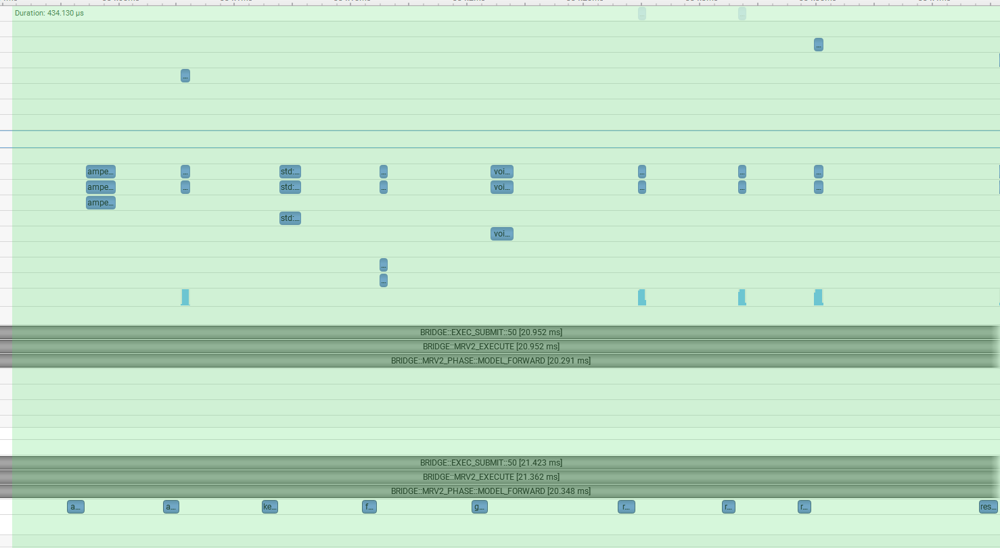 Duration: 434.130 μs
...
...
...
...
ampe... ... std:... ... voi... ... ... ...
ampe... ... std:... ... voi... ... ... ...
ampe...
std:...
voi...
...
...
BRIDGE::EXEC_SUBMIT::50 [20.952 ms]
BRIDGE::MRV2_EXECUTE [20.952 ms]
BRIDGE::MRV2_PHASE::MODEL_FORWARD [20.291 ms]
BRIDGE::EXEC_SUBMIT::50 [21.423 ms]
BRIDGE::MRV2_EXECUTE [21.362 ms]
BRIDGE::MRV2_PHASE::MODEL_FORWARD [20.348 ms]
a... a... ke... f... g... r... r... r... res...